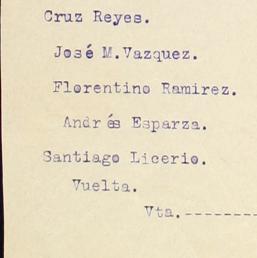 Cruz Reyes.
José M.Vazquez.
Florentino Ramirez.
Andrés Esparza.
Santiago Licerio.
Vuelta.
Vta.--------